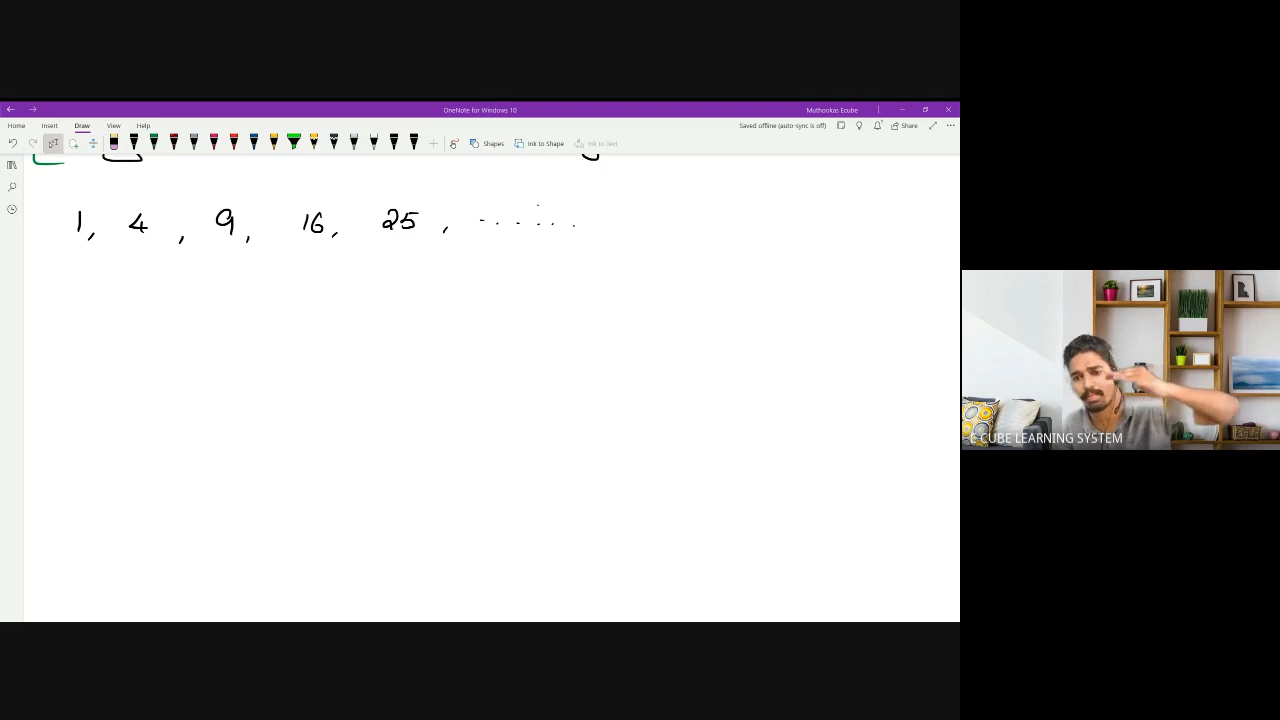 OneNote for Windows 10
Muthookas Ecube
Home Insert Draw View Help
Saved offline (auto-sync is off) Share
Shapes Ink to Shape Ink to Text
1, 4, 9, 16, 25, ......
E CUBE LEARNING SYSTEM